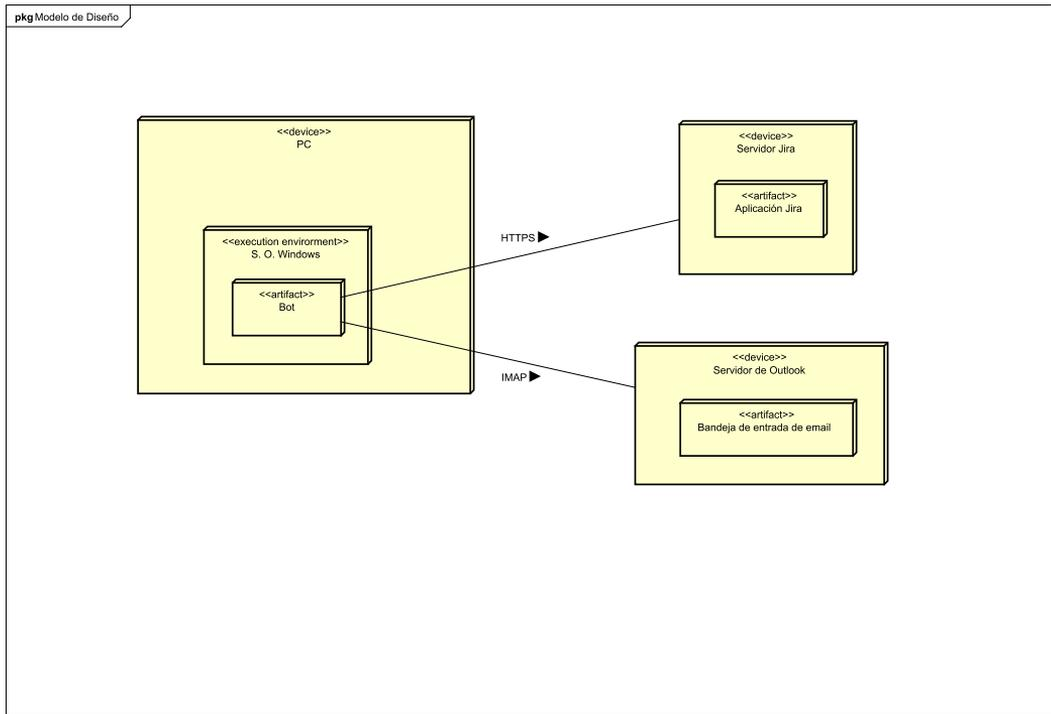 pkg Modelo de Diseño
<<device>>
PC
<<execution envirorment>>
S. O. Windows
<<artifact>>
Bot
HTTPS
IMAP
<<device>>
Servidor Jira
<<artifact>>
Aplicación Jira
<<device>>
Servidor de Outlook
<<artifact>>
Bandeja de entrada de email